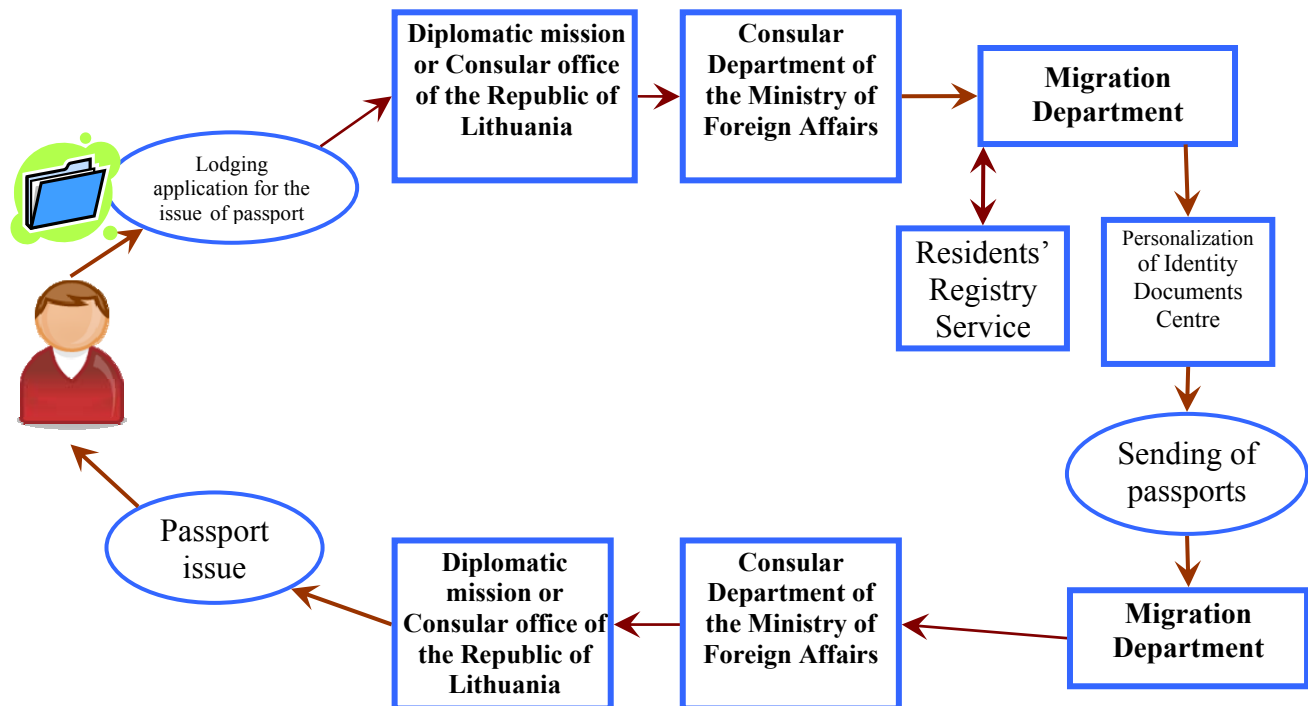 Diplomatic mission
or Consular office
of the Republic of
Lithuania
Consular
Department of
the Ministry of
Foreign Affairs
Migration
Department
Lodging
application for the
issue of passport
Residents’
Registry
Service
Personalization
of Identity
Documents
Centre
Sending of
passports
Passport
issue
Diplomatic
mission or
Consular office of
the Republic of
Lithuania
Consular
Department of
the Ministry of
Foreign Affairs
Migration
Department